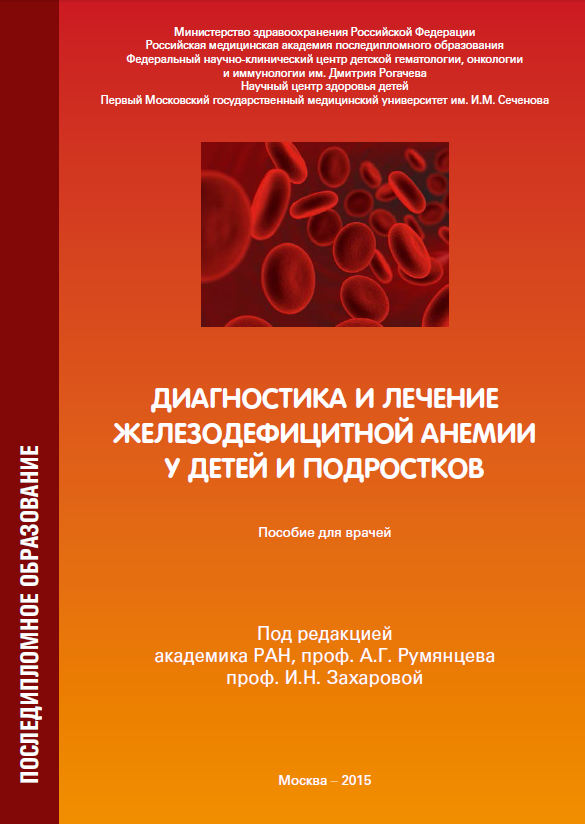 Министерство здравоохранения Российской Федерации
Российская медицинская академия последипломного образования
Федеральный научно-клинический центр детской гематологии, онкологии
и иммунологии им. Дмитрия Рогачева
Научный центр здоровья детей
Первый Московский государственный медицинский университет им. И.М. Сеченова
ДИАГНОСТИКА И ЛЕЧЕНИЕ
ЖЕЛЕЗОДЕФИЦИТНОЙ АНЕМИИ
У ДЕТЕЙ И ПОДРОСТКОВ
Пособие для врачей
Под редакцией
академика РАН, проф. А.Г. Румянцева
проф. И.Н. Захаровой
Москва – 2015
ПОСЛЕДИПЛОМНОЕ ОБРАЗОВАНИЕ